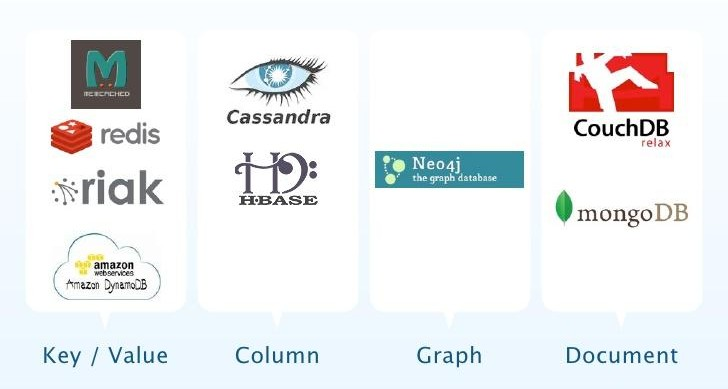 MEMCACHED
redis
riak
amazon
webservices
Amazon DynamoDB
Cassandra
HBASE
Neo4j
the graph database
CouchDB
relax
mongoDB
Key / Value
Column
Graph
Document